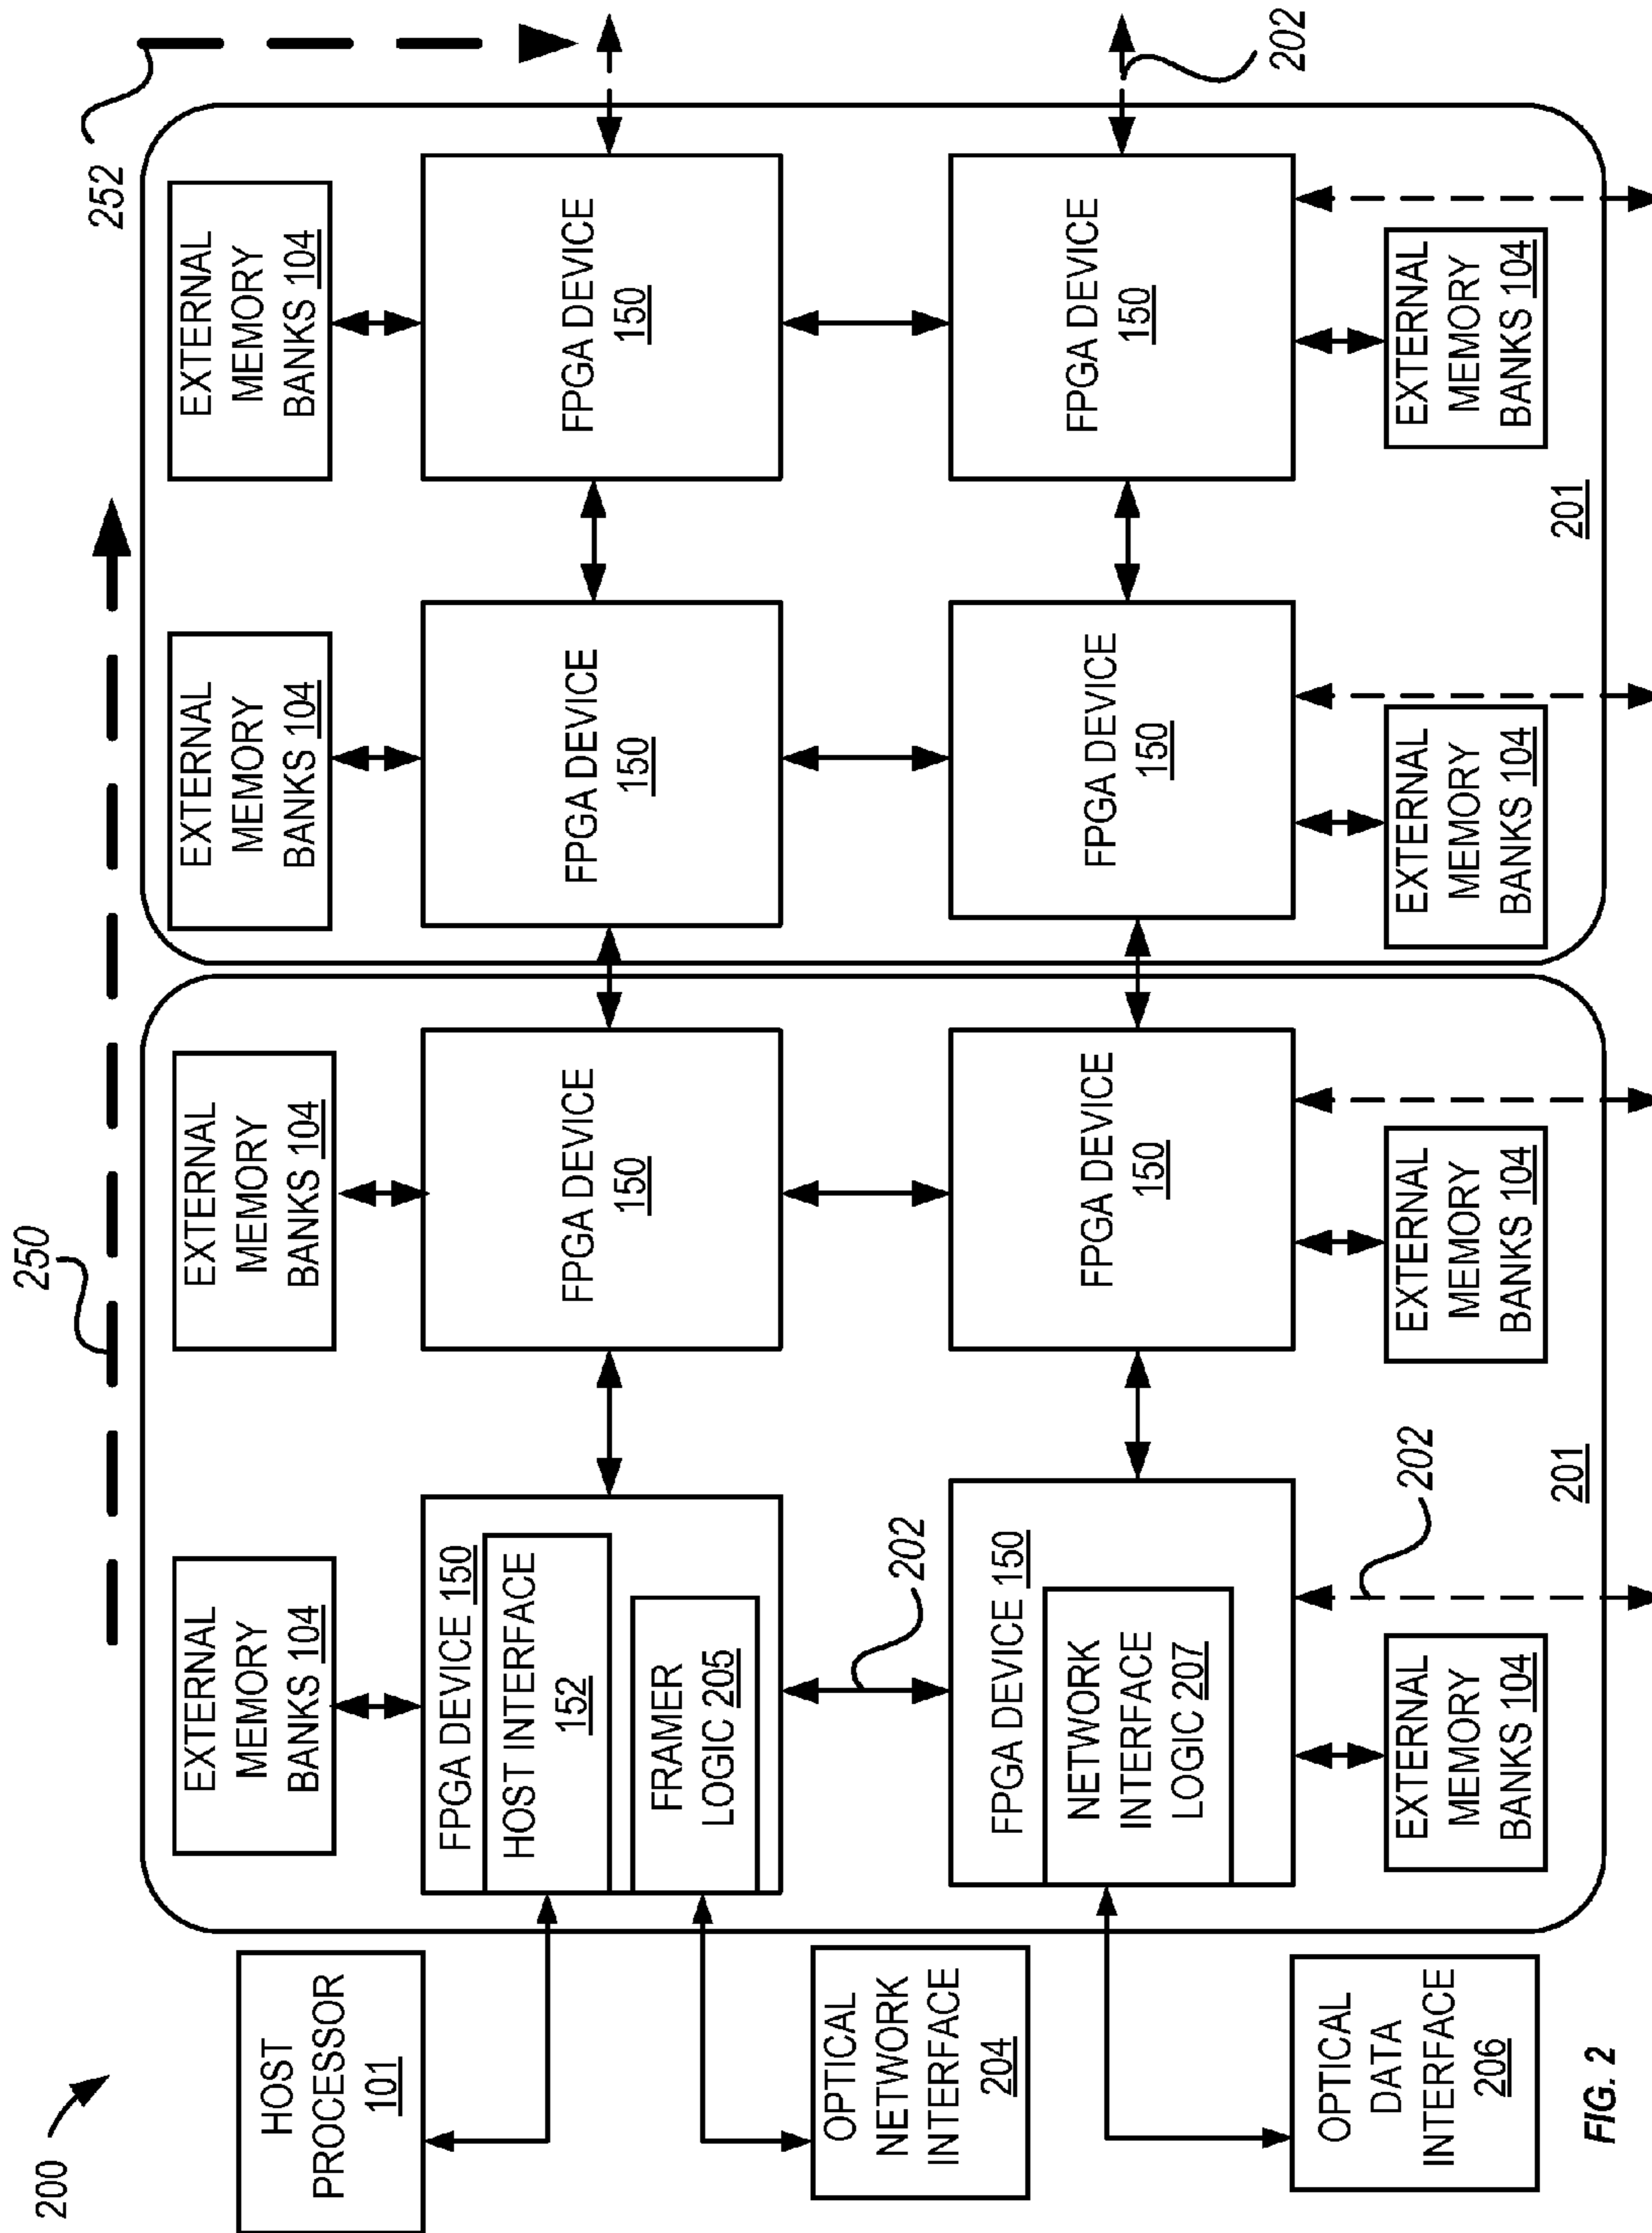 200
250
252
HOST
PROCESSOR
101
OPTICAL
NETWORK
INTERFACE
204
OPTICAL
DATA
INTERFACE
206
EXTERNAL
MEMORY
BANKS 104
EXTERNAL
MEMORY
BANKS 104
EXTERNAL
MEMORY
BANKS 104
EXTERNAL
MEMORY
BANKS 104
FPGA DEVICE 150
HOST INTERFACE
152
FRAMER
LOGIC 205
FPGA DEVICE
150
FPGA DEVICE
150
FPGA DEVICE
150
202
202
FPGA DEVICE 150
NETWORK
INTERFACE
LOGIC 207
FPGA DEVICE
150
FPGA DEVICE
150
FPGA DEVICE
150
EXTERNAL
MEMORY
BANKS 104
EXTERNAL
MEMORY
BANKS 104
EXTERNAL
MEMORY
BANKS 104
EXTERNAL
MEMORY
BANKS 104
202
201
201
FIG. 2